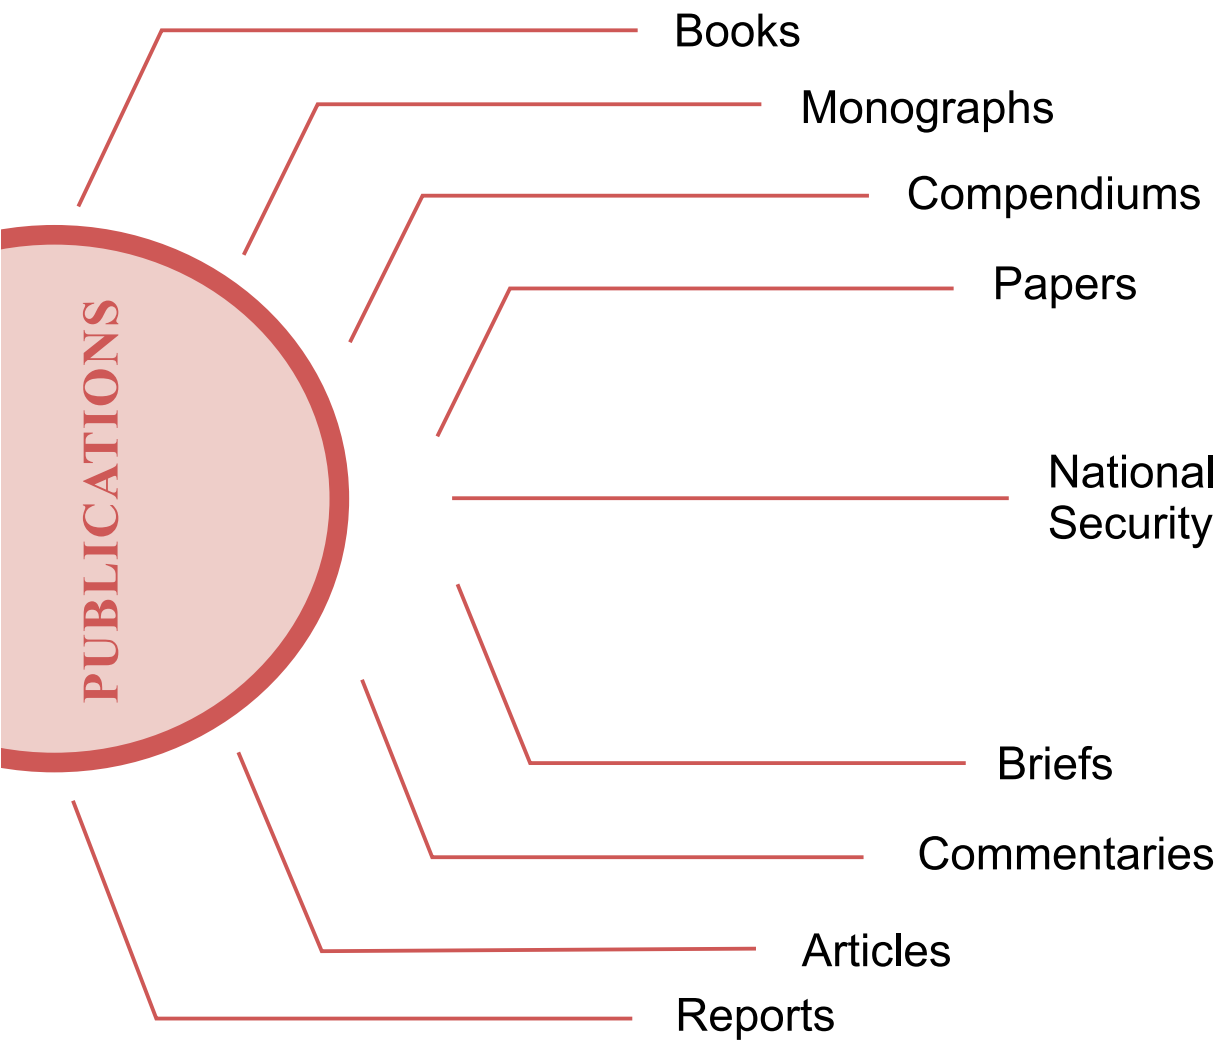 Books
Monographs
Compendiums
Papers
PUBLICATIONS
National
Security
Briefs
Commentaries
Articles
Reports